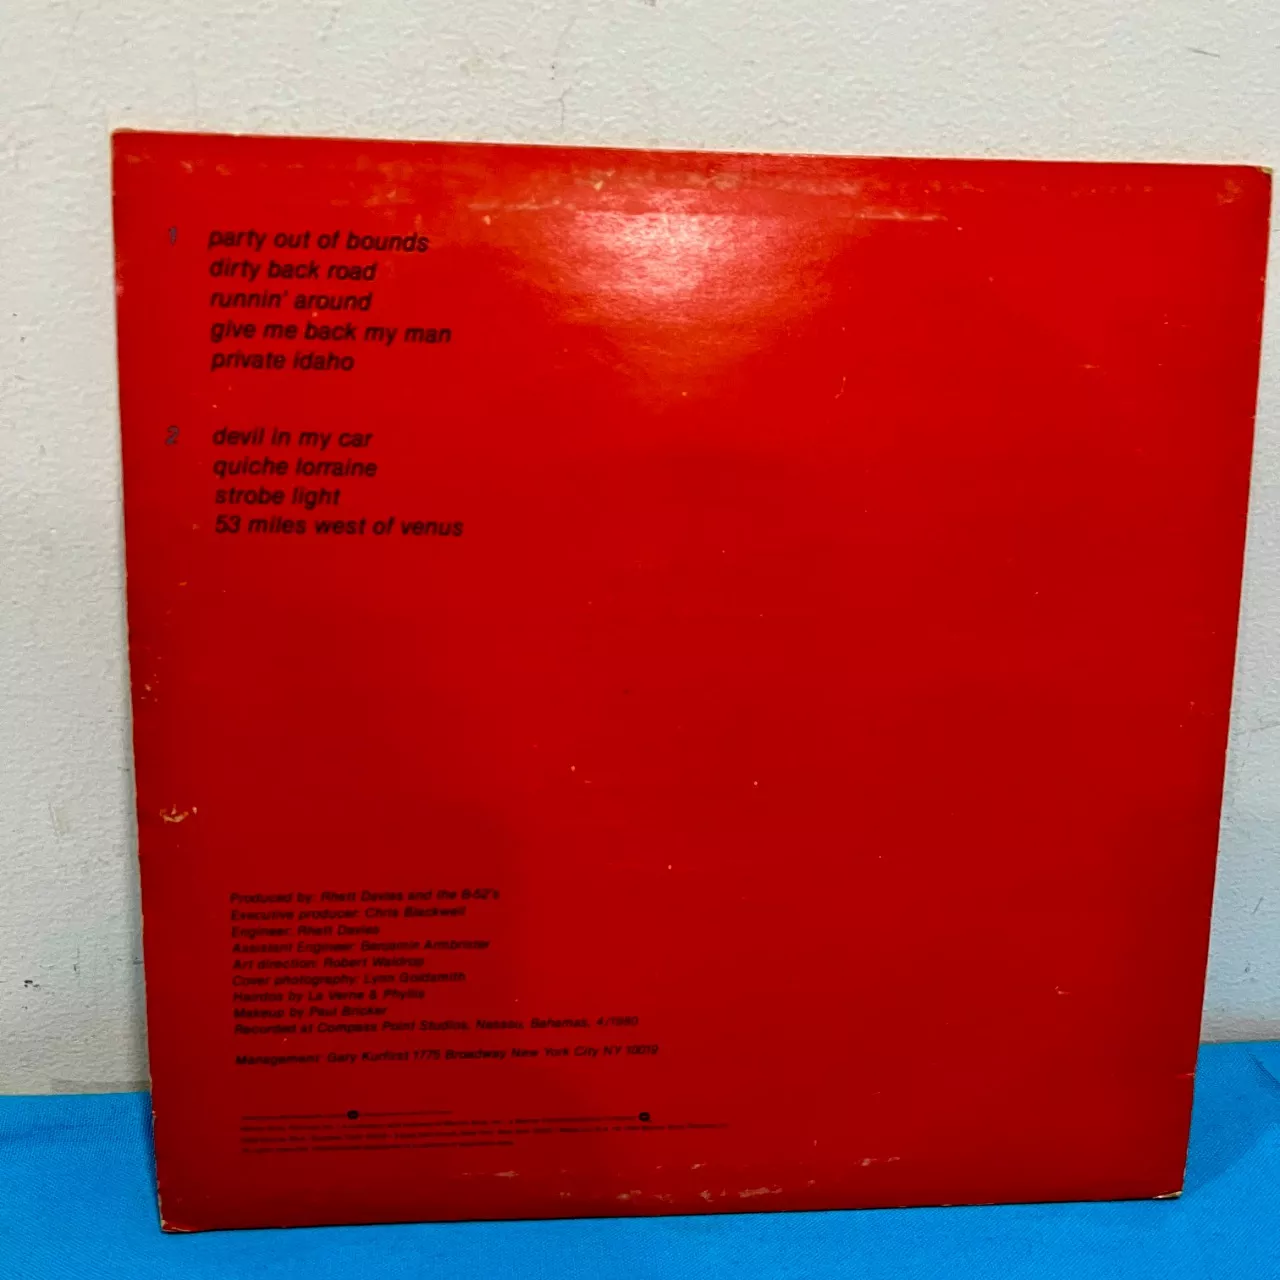 1 party out of bounds
dirty back road
runnin' around
give me back my man
private idaho
2 devil in my car
quiche lorraine
strobe light
53 miles west of venus
Produced by: Rhett Davies and the B-52's
Executive producer: Chris Blackwell
Engineer: Rhett Davies
Assistant Engineer: Benjamin Armbrister
Art direction: Robert Waldrop
Cover photography: Lynn Goldsmith
Hairdos by La Verne & Phyllis
Makeup by Paul Bricker
Recorded at Compass Point Studios, Nassau, Bahamas, 4/1980
Management: Gary Kurfirst 1775 Broadway New York City NY 10019